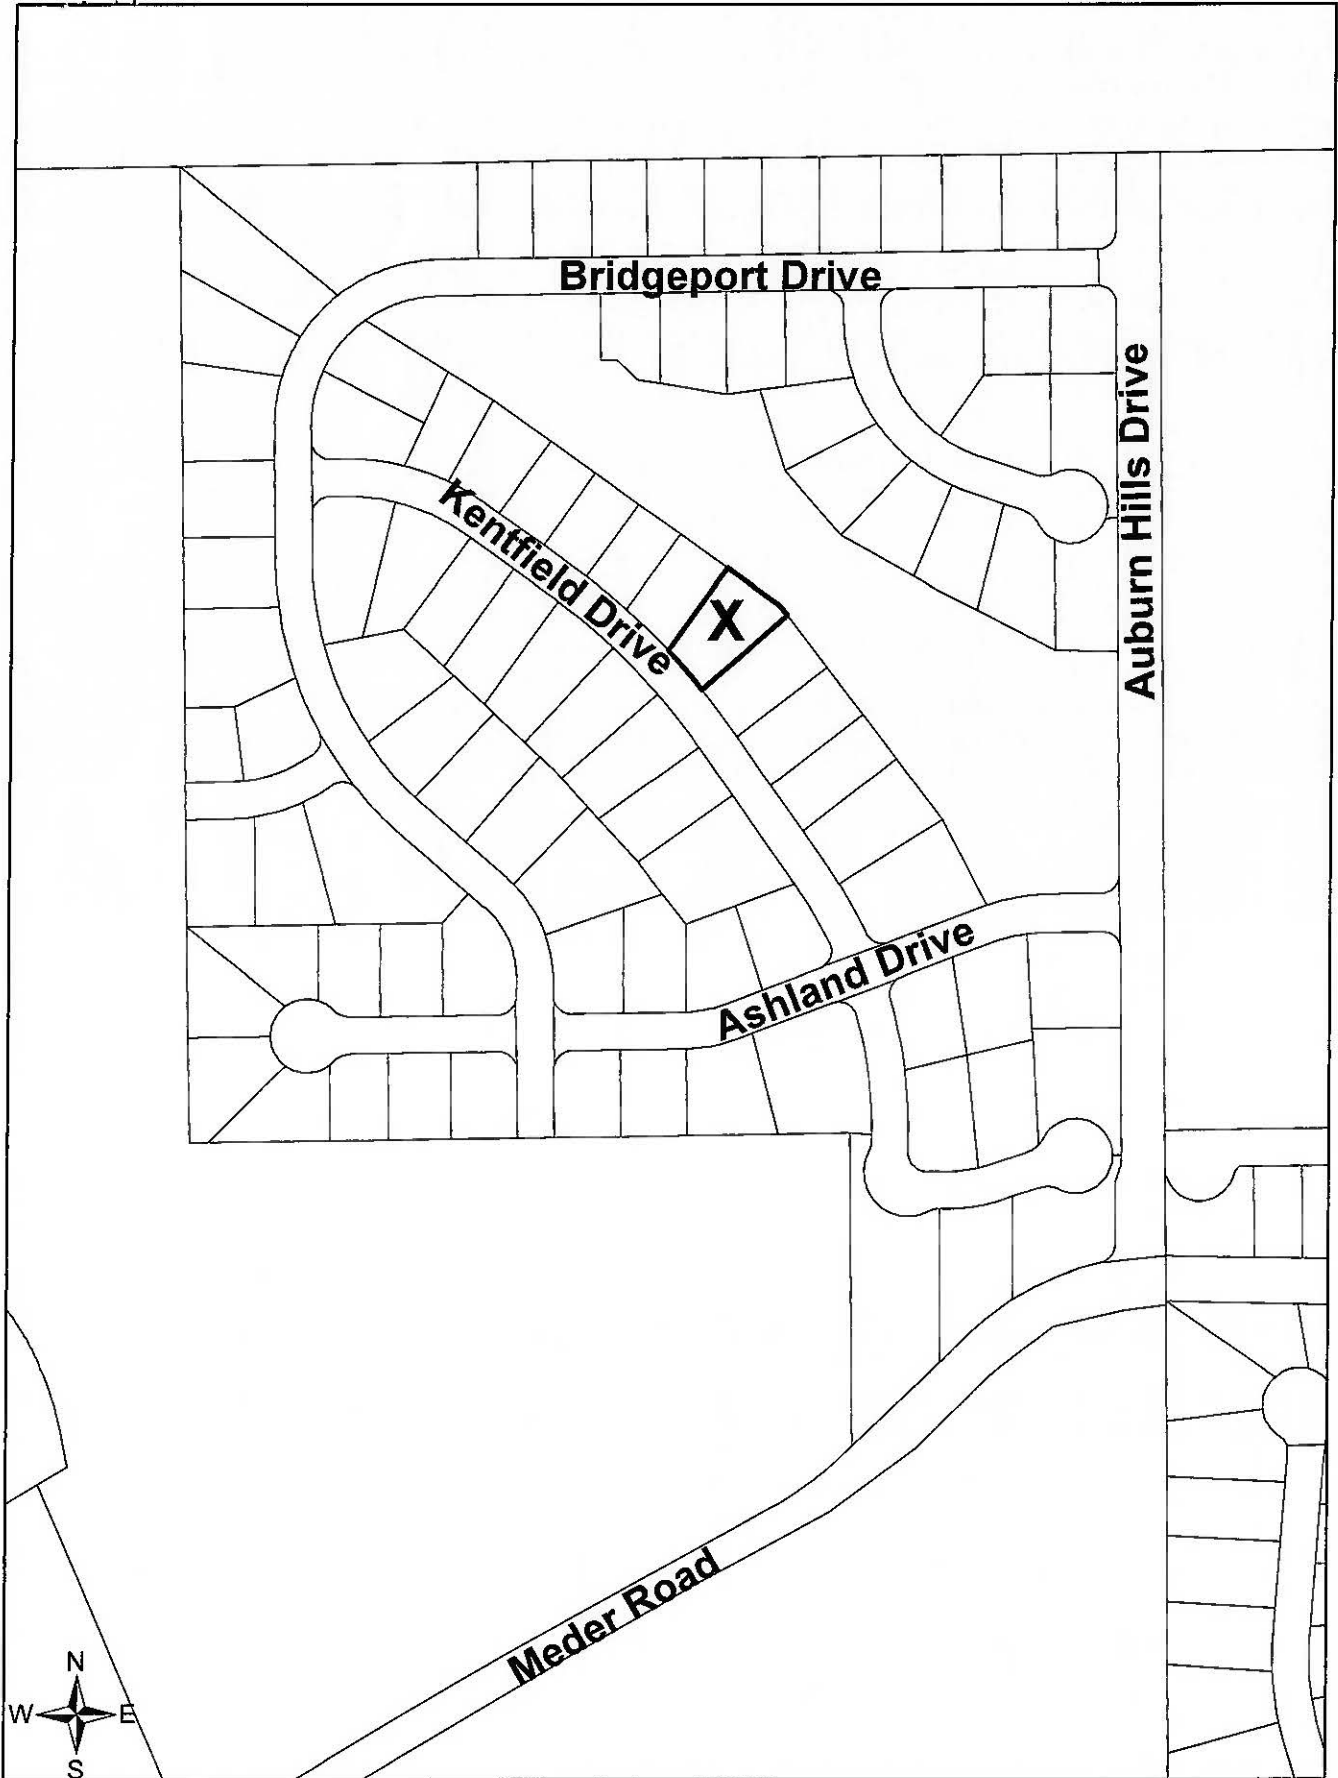 Bridgeport Drive
Auburn Hills Drive
Kentfield Drive
X
Ashland Drive
Meder Road
N
W E
S